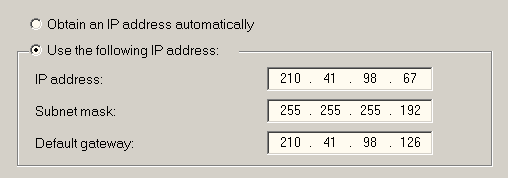 Obtain an IP address automatically
Use the following IP address:
IP address: 210 . 41 . 98 . 67
Subnet mask: 255 . 255 . 255 . 192
Default gateway: 210 . 41 . 98 . 126